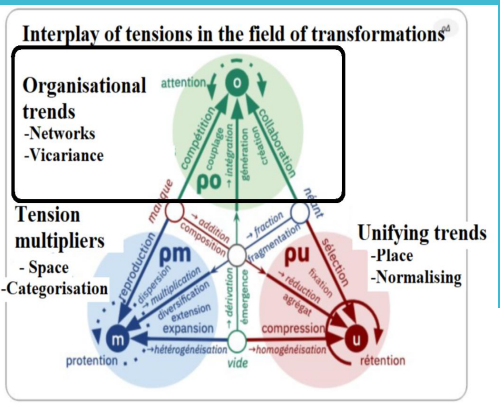 Interplay of tensions in the field of transformations
Organisational
trends
-Networks
-Vicariance
attention
o
compétition
couplage
→ intégration
génération
création
collaboration
po
manque
néant
Tension
multipliers
- Space
-Categorisation
→ addition
composition
→ fraction
fragmentation
Unifying trends
-Place
-Normalising
reproduction
pm
dispersion
→ multiplication
diversification
extension
expansion
→hétérogénéisation
m
protention
→ dérivation
émergence
vide
pu
sélection
fixation
→ réduction
agrégat
compression
→homogénéisation
u
rétention